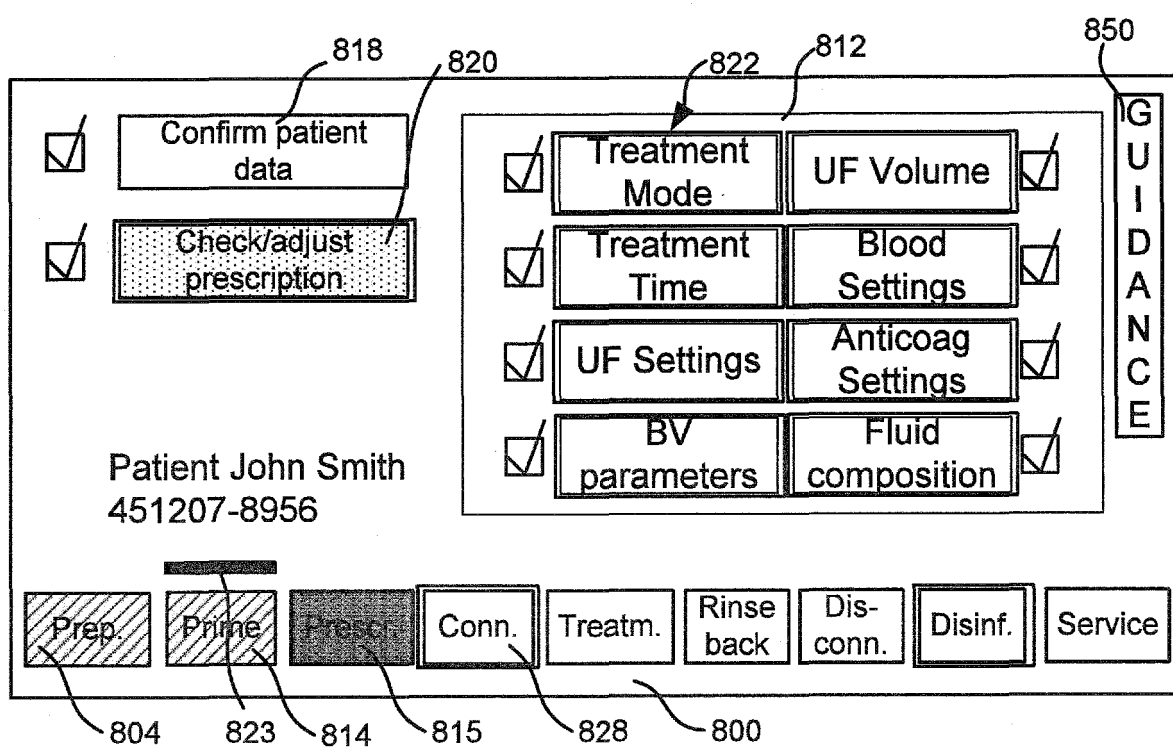 818
820
822
812
850
Confirm patient
data
Check/adjust
prescription
Treatment
Mode
UF Volume
Treatment
Time
Blood
Settings
UF Settings
Anticoag
Settings
BV
parameters
Fluid
composition
GUIDANCE
Patient John Smith
451207-8956
Prep.
Prime
Prescr.
Conn.
Treatm.
Rinse
back
Dis-
conn.
Disinf.
Service
804
823
814
815
828
800